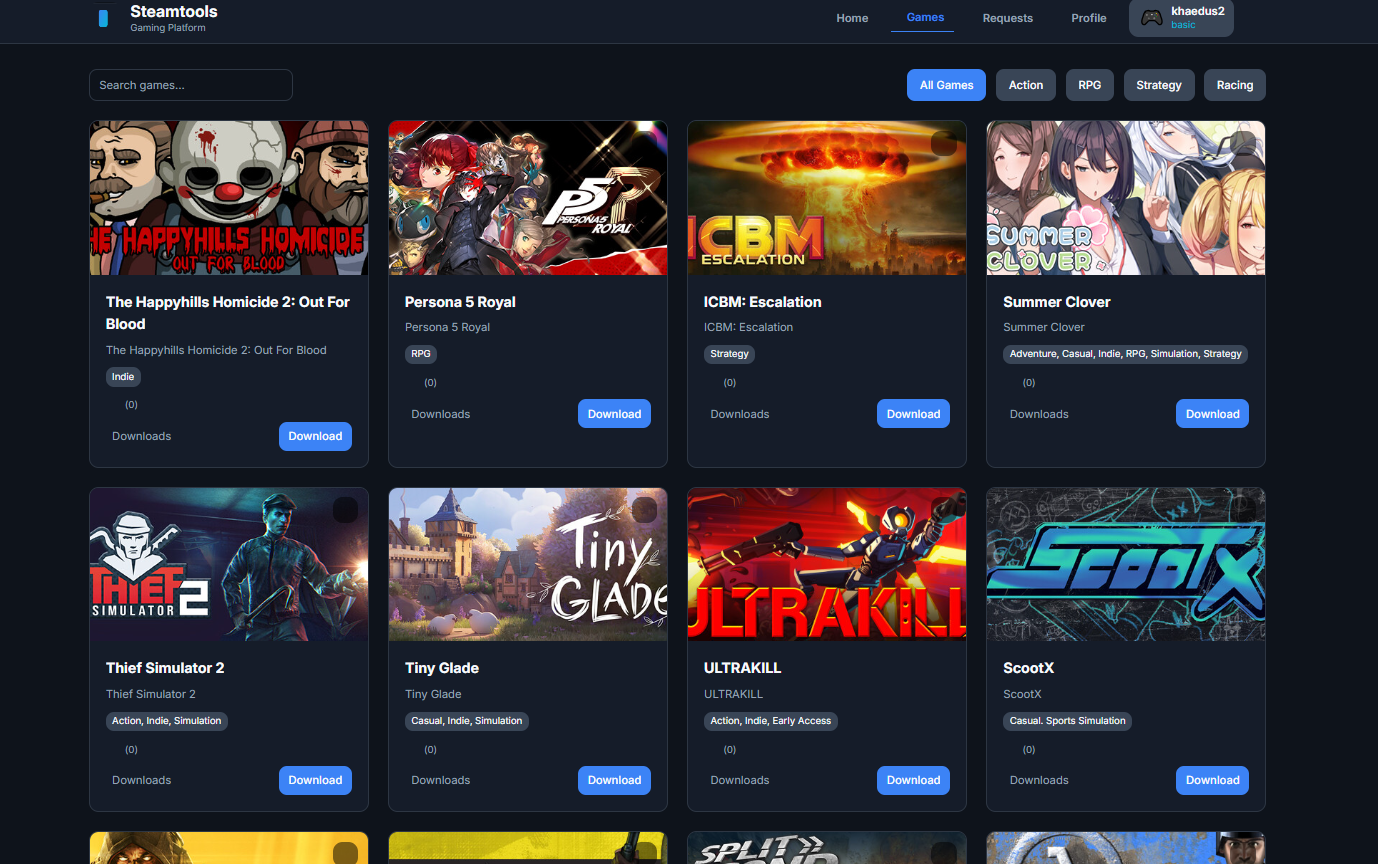 Steamtools
Gaming Platform
Home
Games
Requests
Profile
khaedus2
basic
Search games...
All Games
Action
RPG
Strategy
Racing
HE HAPPYHILLS HOMICIDE
OUT FOR BLOOD
P5R
PERSONA5
ROYAL
ICBM
ESCALATION
SUMMER
CLOVER
The Happyhills Homicide 2: Out For
Blood
The Happyhills Homicide 2: Out For Blood
Indie
(0)
Downloads
Download
Persona 5 Royal
Persona 5 Royal
RPG
(0)
Downloads
Download
ICBM: Escalation
ICBM: Escalation
Strategy
(0)
Downloads
Download
Summer Clover
Summer Clover
Adventure, Casual, Indie, RPG, Simulation, Strategy
(0)
Downloads
Download
THIEF
SIMULATOR 2
Tiny
GLADE
ULTRAKILL
SCOOTX
Thief Simulator 2
Thief Simulator 2
Action, Indie, Simulation
(0)
Downloads
Download
Tiny Glade
Tiny Glade
Casual, Indie, Simulation
(0)
Downloads
Download
ULTRAKILL
ULTRAKILL
Action, Indie, Early Access
(0)
Downloads
Download
ScootX
ScootX
Casual. Sports Simulation
(0)
Downloads
Download
SPLIT